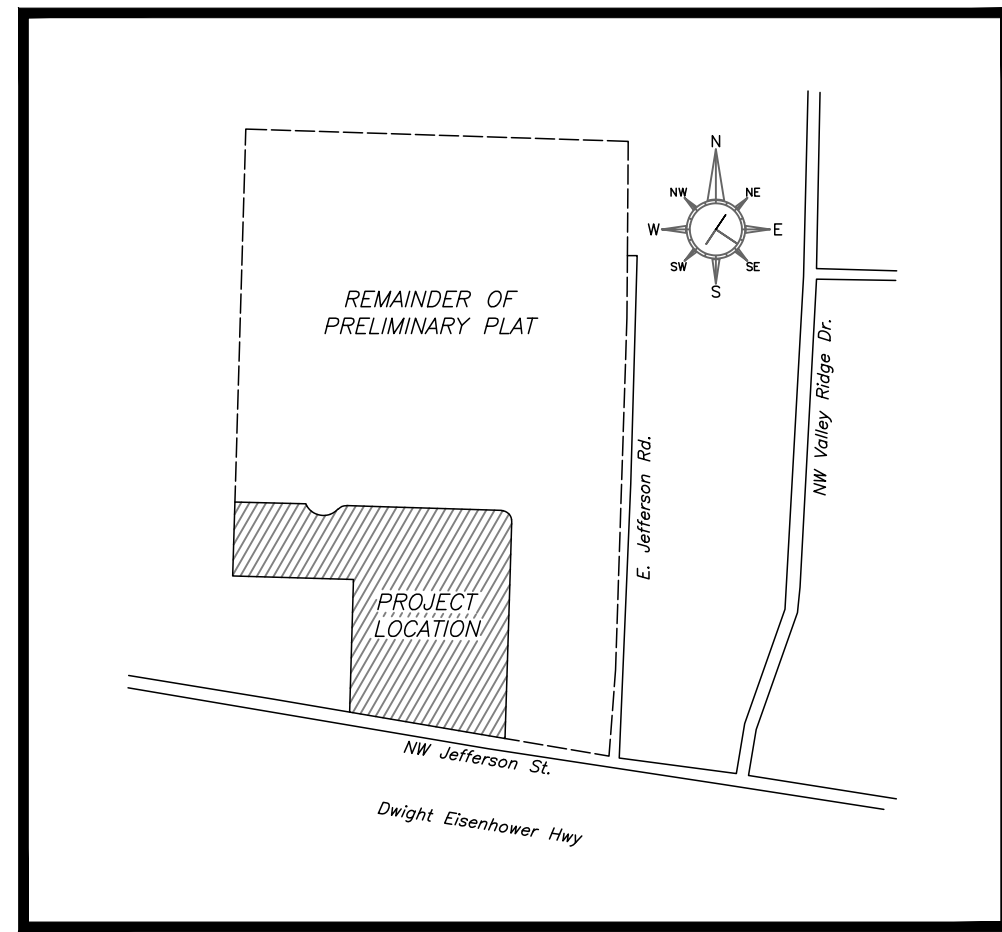 N
NW
NE
W
E
SW
SE
S
REMAINDER OF
PRELIMINARY PLAT
NW Valley Ridge Dr.
E. Jefferson Rd.
PROJECT
LOCATION
NW Jefferson St.
Dwight Eisenhower Hwy